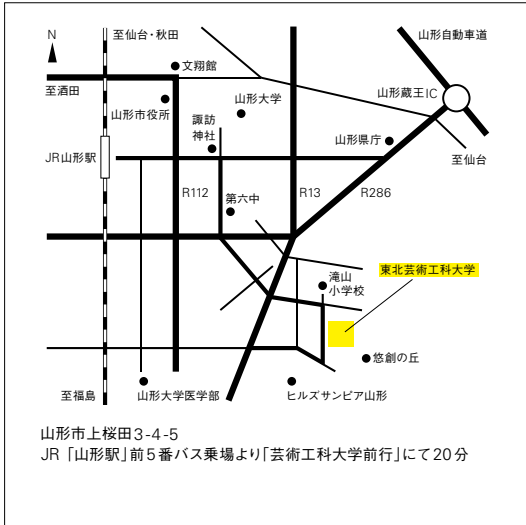 N
至仙台・秋田
山形自動車道
文翔館
至酒田
山形市役所
山形大学
山形蔵王IC
諏訪
神社
山形県庁
JR山形駅
至仙台
R112
第六中
R13
R286
東北芸術工科大学
滝山
小学校
悠創の丘
至福島
山形大学医学部
ヒルズサンピア山形
山形市上桜田3-4-5
JR「山形駅」前5番バス乗場より「芸術工科大学前行」にて20分